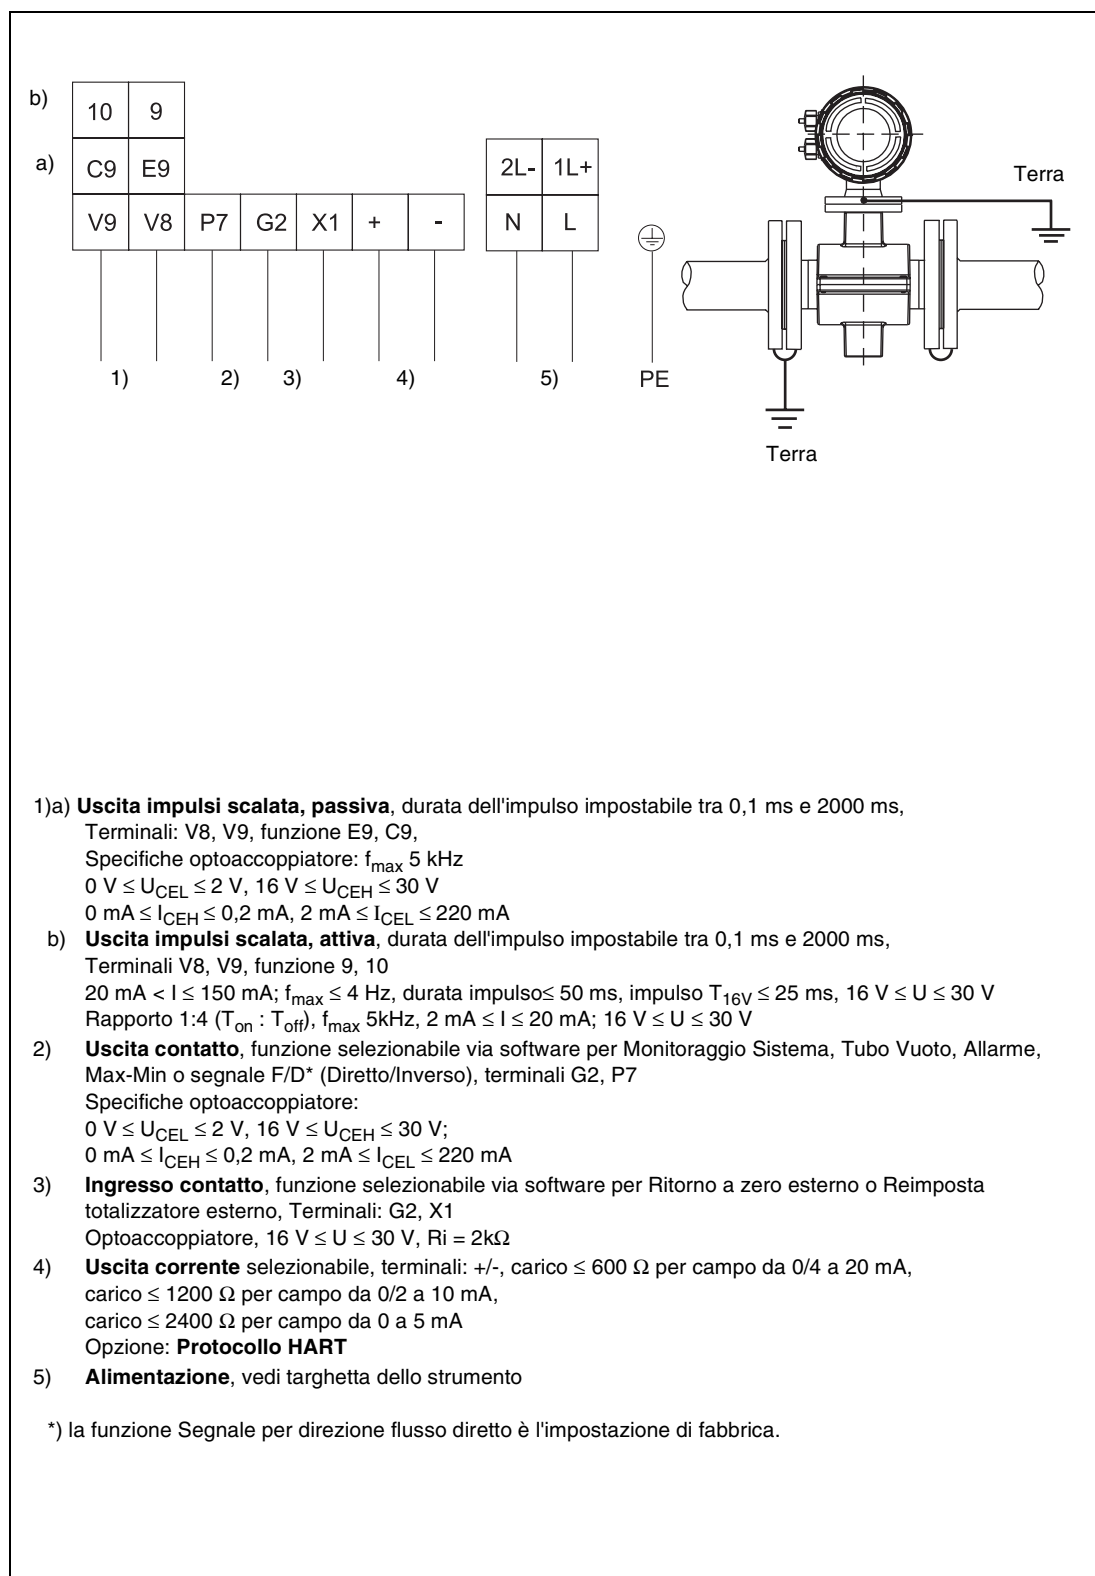 b) 10 9
a) C9 E9 2L- 1L+
V9 V8 P7 G2 X1 + - N L
Terra
1) 2) 3) 4) 5) PE
Terra
1)a) Uscita impulsi scalata, passiva, durata dell'impulso impostabile tra 0,1 ms e 2000 ms,
Terminali: V8, V9, funzione E9, C9,
Specifiche optoaccoppiatore: fmax 5 kHz
0 V ≤ UCEL ≤ 2 V, 16 V ≤ UCEH ≤ 30 V
0 mA ≤ ICEH ≤ 0,2 mA, 2 mA ≤ ICEL ≤ 220 mA
b) Uscita impulsi scalata, attiva, durata dell'impulso impostabile tra 0,1 ms e 2000 ms,
Terminali V8, V9, funzione 9, 10
20 mA < I ≤ 150 mA; fmax ≤ 4 Hz, durata impulso≤ 50 ms, impulso T16V ≤ 25 ms, 16 V ≤ U ≤ 30 V
Rapporto 1:4 (Ton : Toff), fmax 5kHz, 2 mA ≤ I ≤ 20 mA; 16 V ≤ U ≤ 30 V
2) Uscita contatto, funzione selezionabile via software per Monitoraggio Sistema, Tubo Vuoto, Allarme,
Max-Min o segnale F/D* (Diretto/Inverso), terminali G2, P7
Specifiche optoaccoppiatore:
0 V ≤ UCEL ≤ 2 V, 16 V ≤ UCEH ≤ 30 V;
0 mA ≤ ICEH ≤ 0,2 mA, 2 mA ≤ ICEL ≤ 220 mA
3) Ingresso contatto, funzione selezionabile via software per Ritorno a zero esterno o Reimposta
totalizzatore esterno, Terminali: G2, X1
Optoaccoppiatore, 16 V ≤ U ≤ 30 V, Ri = 2kΩ
4) Uscita corrente selezionabile, terminali: +/-, carico ≤ 600 Ω per campo da 0/4 a 20 mA,
carico ≤ 1200 Ω per campo da 0/2 a 10 mA,
carico ≤ 2400 Ω per campo da 0 a 5 mA
Opzione: Protocollo HART
5) Alimentazione, vedi targhetta dello strumento
*) la funzione Segnale per direzione flusso diretto è l'impostazione di fabbrica.